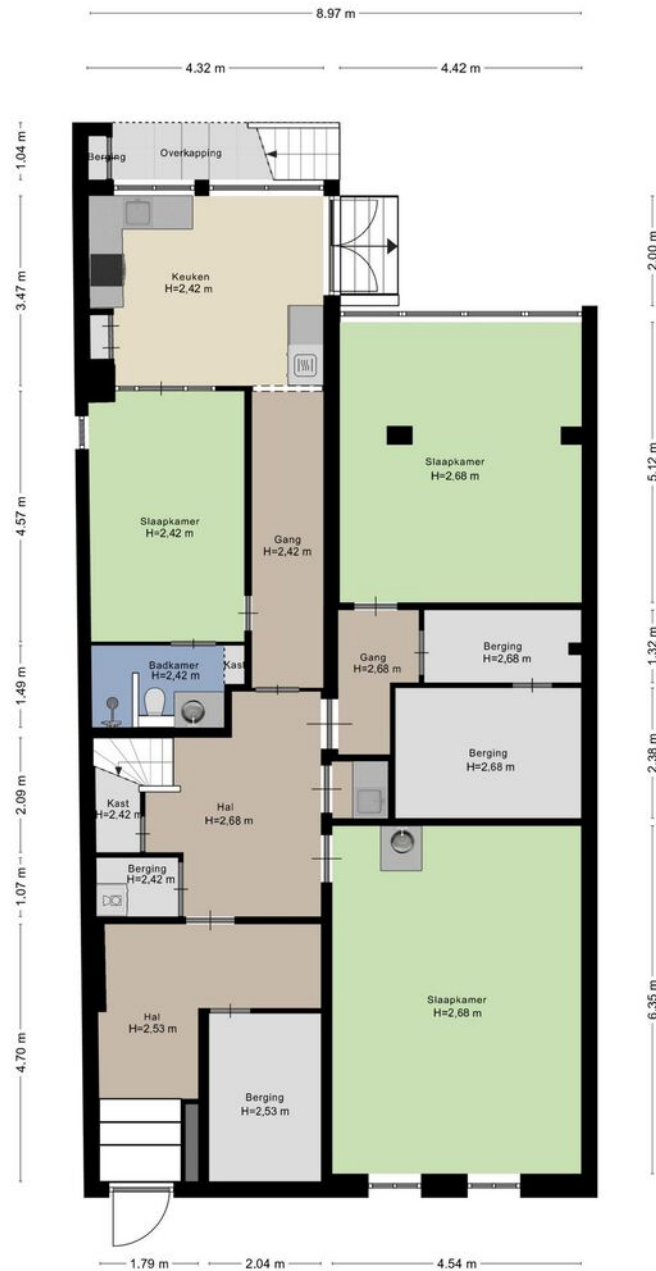 8.97 m
4.32 m
4.42 m
1.04 m
Berging
Overkapping
3.47 m
2.00 m
Keuken
H=2,42 m
5.12 m
Slaapkamer
H=2,68 m
4.57 m
Slaapkamer
H=2,42 m
Gang
H=2,42 m
1.32 m
Berging
H=2,68 m
Gang
H=2,68 m
1.49 m
Badkamer
H=2,42 m
Kast
2.38 m
Berging
H=2,68 m
2.09 m
Kast
H=2,42 m
Hal
H=2,68 m
1.07 m
Berging
H=2,42 m
6.35 m
Slaapkamer
H=2,68 m
4.70 m
Hal
H=2,53 m
Berging
H=2,53 m
1.79 m
2.04 m
4.54 m